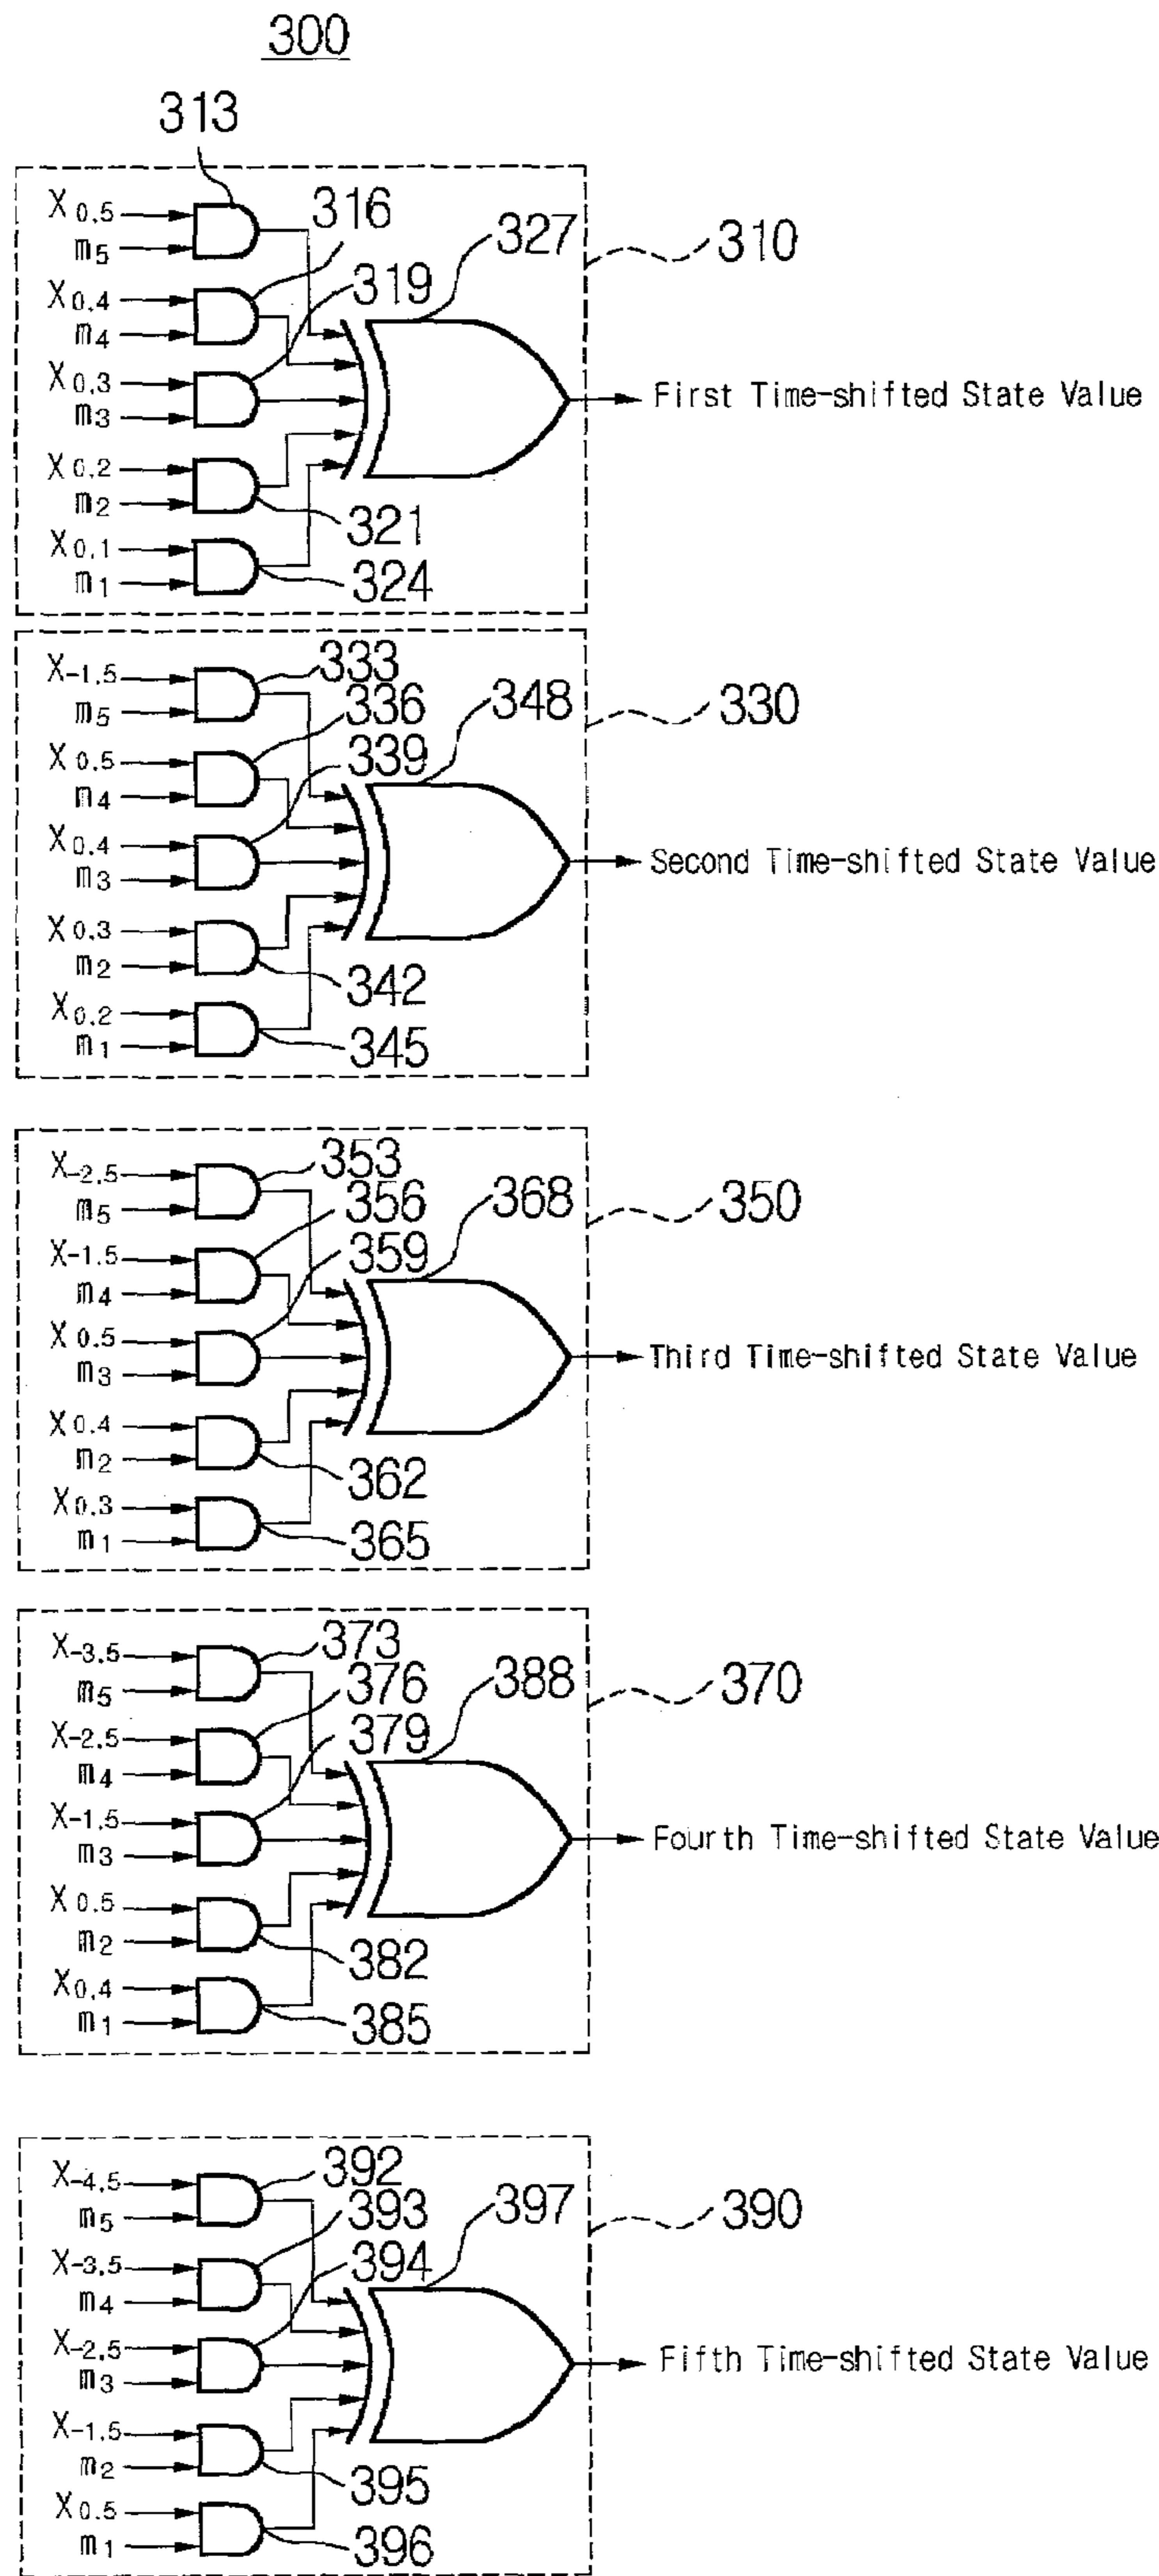 300
313
X0,5
m5
316
X0,4
m4
319
X0,3
m3
X0,2
m2
321
X0,1
m1
324
327
310
First Time-shifted State Value
X-1,5
m5
333
X0,5
m4
336
X0,4
m3
339
X0,3
m2
342
X0,2
m1
345
348
330
Second Time-shifted State Value
X-2,5
m5
353
X-1,5
m4
356
X0,5
m3
359
X0,4
m2
362
X0,3
m1
365
368
350
Third Time-shifted State Value
X-3,5
m5
373
X-2,5
m4
376
X-1,5
m3
379
X0,5
m2
382
X0,4
m1
385
388
370
Fourth Time-shifted State Value
X-4,5
m5
392
X-3,5
m4
393
X-2,5
m3
394
X-1,5
m2
395
X0,5
m1
396
397
390
Fifth Time-shifted State Value